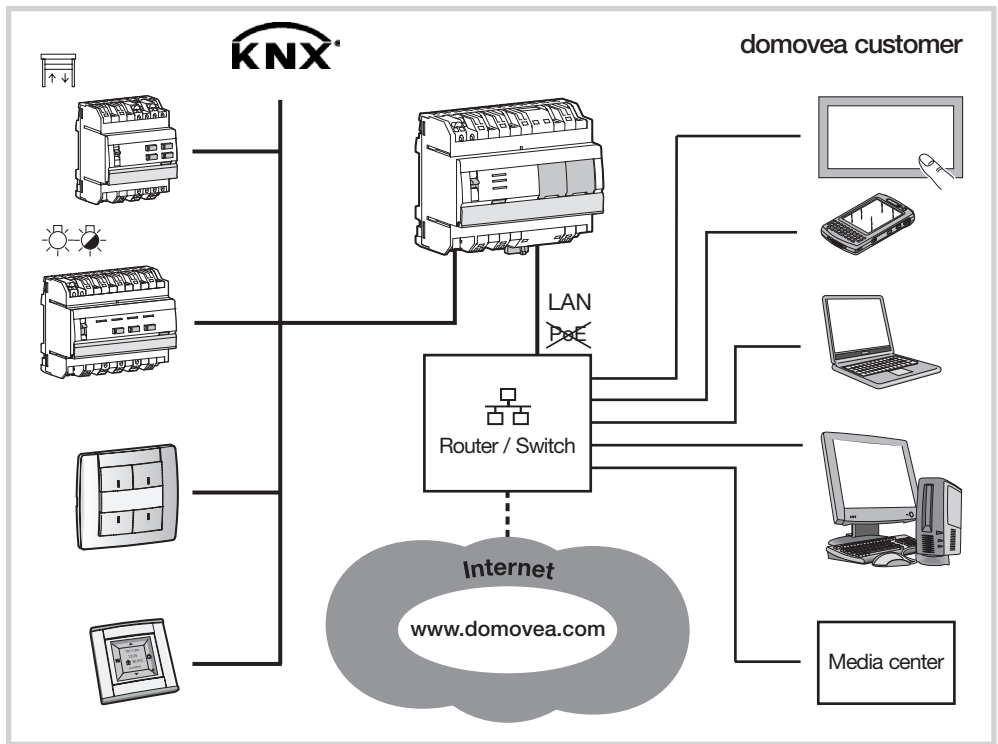 KNX
domovea customer
LAN
PoE
Router / Switch
Internet
www.domovea.com
Media center